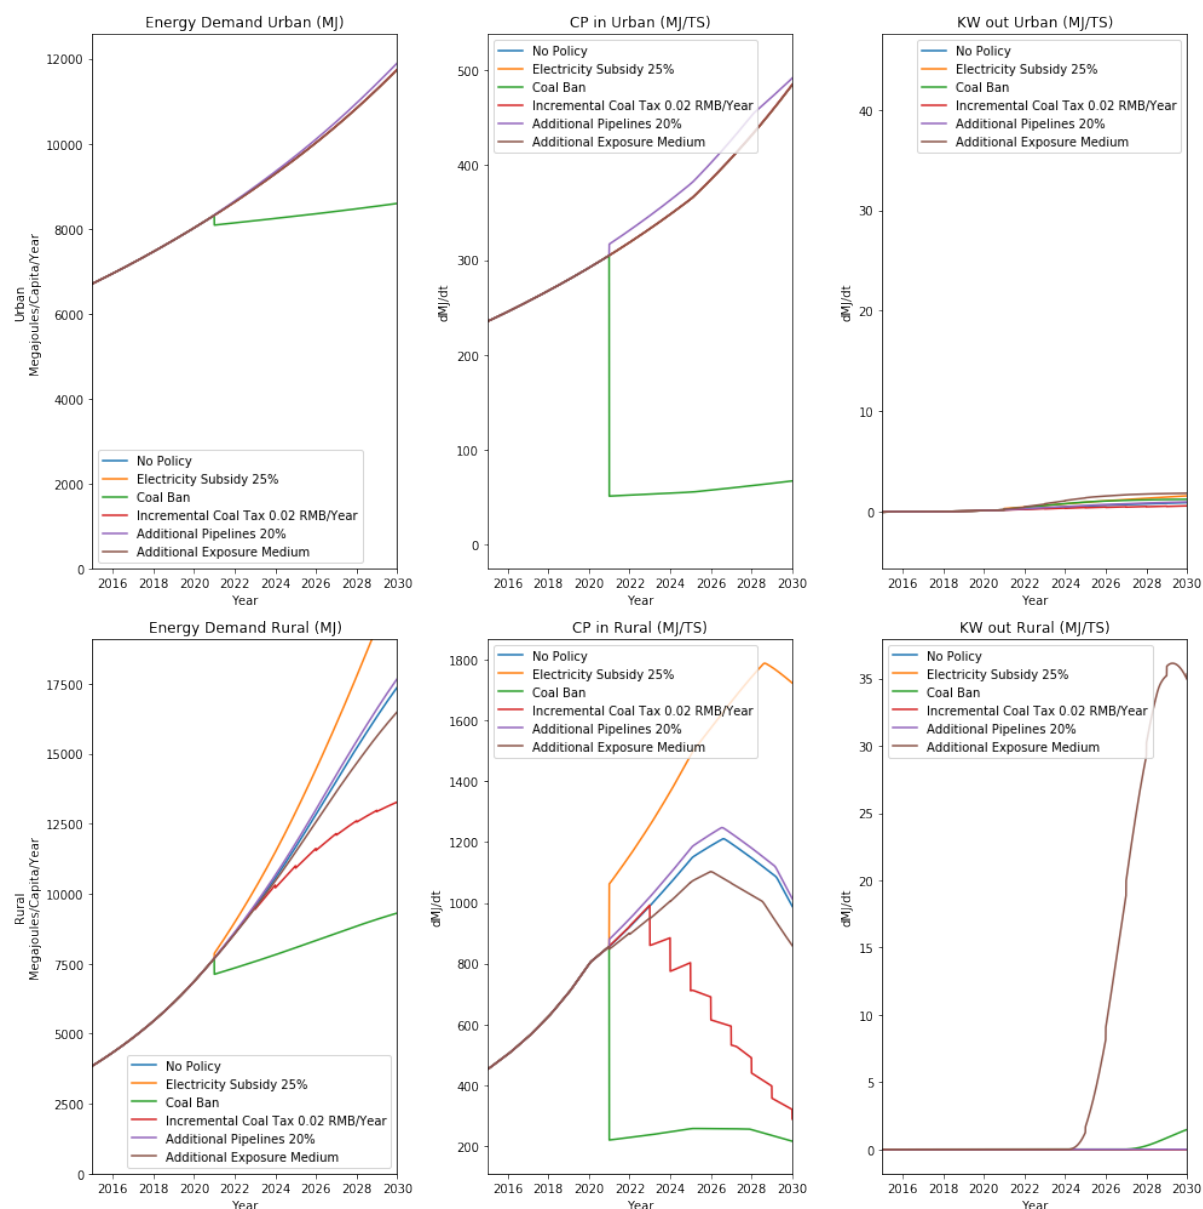 Energy Demand Urban (MJ)
12000
10000
8000
6000
4000
2000
0
Urban
Megajoules/Capita/Year
No Policy
Electricity Subsidy 25%
Coal Ban
Incremental Coal Tax 0.02 RMB/Year
Additional Pipelines 20%
Additional Exposure Medium
2016 2018 2020 2022 2024 2026 2028 2030
Year
CP in Urban (MJ/TS)
No Policy
Electricity Subsidy 25%
Coal Ban
Incremental Coal Tax 0.02 RMB/Year
Additional Pipelines 20%
Additional Exposure Medium
500
400
300
200
100
0
dMJ/dt
2016 2018 2020 2022 2024 2026 2028 2030
Year
KW out Urban (MJ/TS)
No Policy
Electricity Subsidy 25%
Coal Ban
Incremental Coal Tax 0.02 RMB/Year
Additional Pipelines 20%
Additional Exposure Medium
40
30
20
10
0
dMJ/dt
2016 2018 2020 2022 2024 2026 2028 2030
Year
Energy Demand Rural (MJ)
17500
15000
12500
10000
7500
5000
2500
0
Rural
Megajoules/Capita/Year
No Policy
Electricity Subsidy 25%
Coal Ban
Incremental Coal Tax 0.02 RMB/Year
Additional Pipelines 20%
Additional Exposure Medium
2016 2018 2020 2022 2024 2026 2028 2030
Year
CP in Rural (MJ/TS)
No Policy
Electricity Subsidy 25%
Coal Ban
Incremental Coal Tax 0.02 RMB/Year
Additional Pipelines 20%
Additional Exposure Medium
1800
1600
1400
1200
1000
800
600
400
200
dMJ/dt
2016 2018 2020 2022 2024 2026 2028 2030
Year
KW out Rural (MJ/TS)
No Policy
Electricity Subsidy 25%
Coal Ban
Incremental Coal Tax 0.02 RMB/Year
Additional Pipelines 20%
Additional Exposure Medium
35
30
25
20
15
10
5
0
dMJ/dt
2016 2018 2020 2022 2024 2026 2028 2030
Year